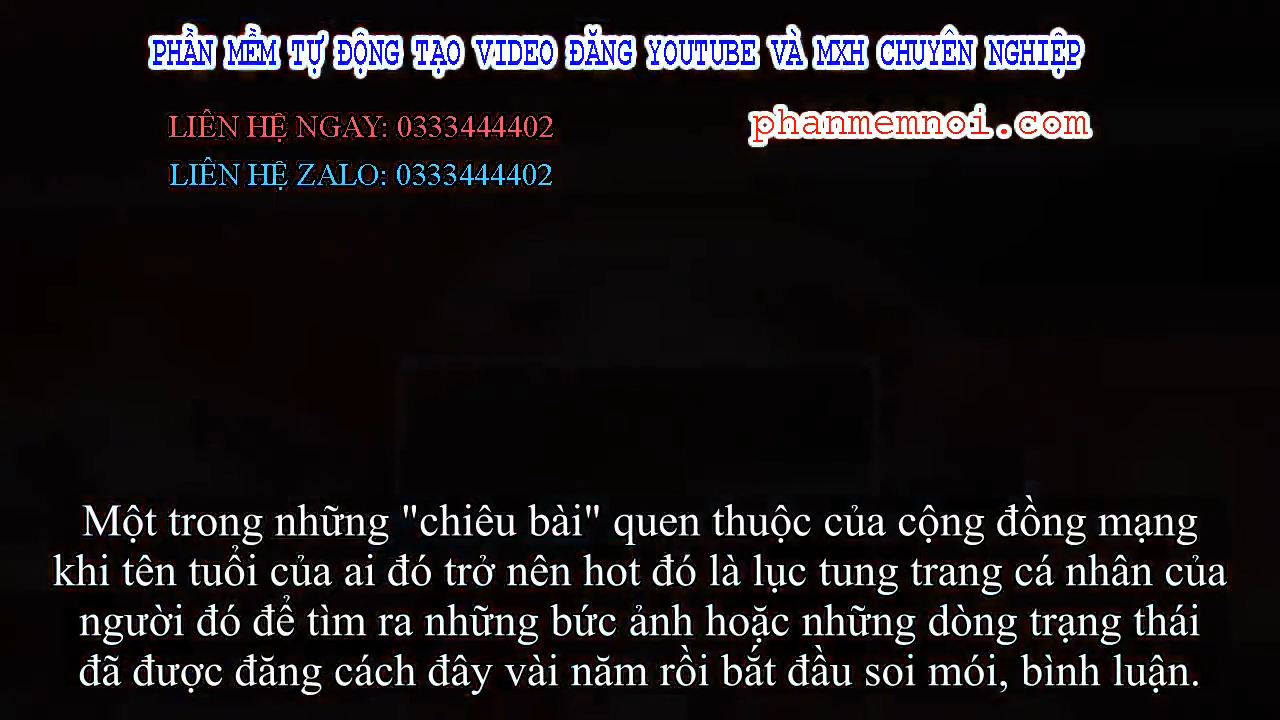 PHẦN MỀM TỰ ĐỘNG TẠO VIDEO ĐĂNG YOUTUBE VÀ MXH CHUYÊN NGHIỆP
LIÊN HỆ NGAY: 0333444402
phanmemnoi.com
LIÊN HỆ ZALO: 0333444402
Một trong những "chiêu bài" quen thuộc của cộng đồng mạng
khi tên tuổi của ai đó trở nên hot đó là lục tung trang cá nhân của
người đó để tìm ra những bức ảnh hoặc những dòng trạng thái
đã được đăng cách đây vài năm rồi bắt đầu soi mói, bình luận.